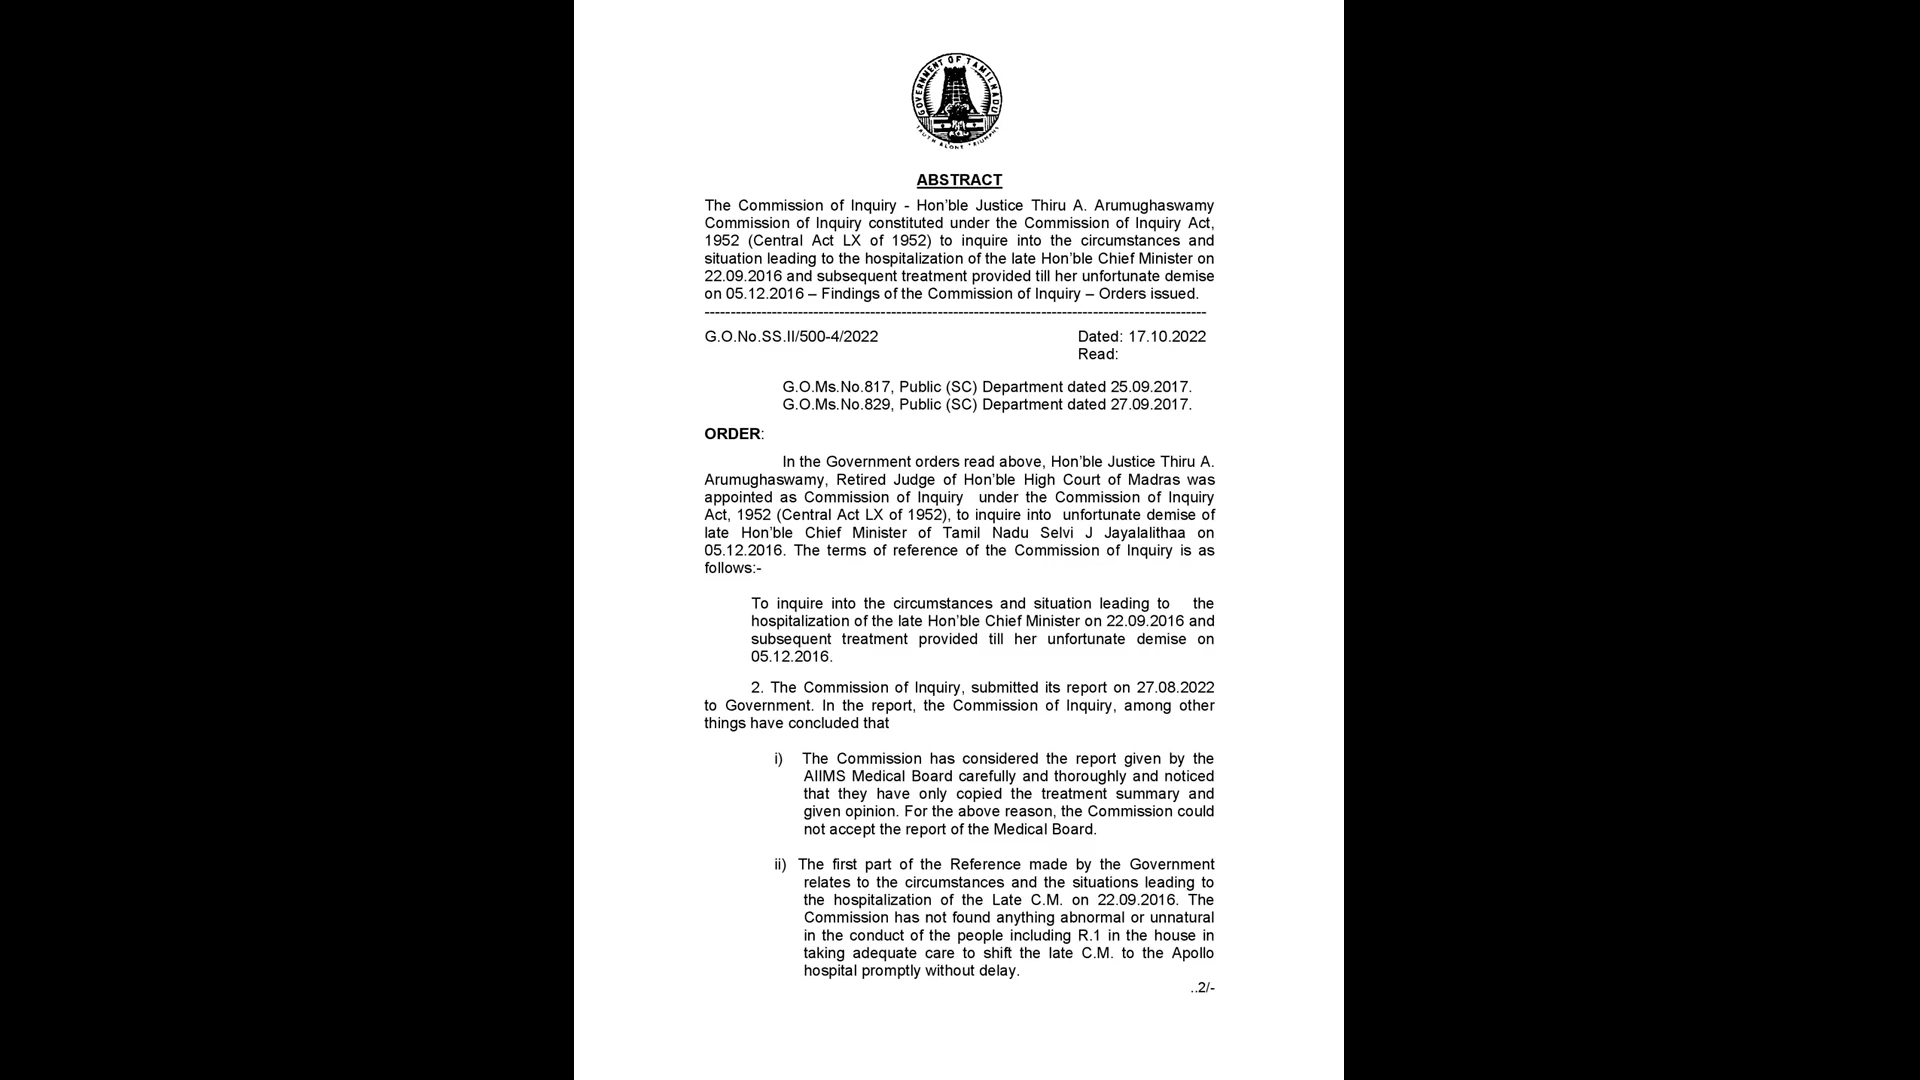 GOVERNMENT OF TAMILNADU
TRUTH ALONE TRIUMPHS
ABSTRACT
The Commission of Inquiry - Hon'ble Justice Thiru A. Arumughaswamy
Commission of Inquiry constituted under the Commission of Inquiry Act,
1952 (Central Act LX of 1952) to inquire into the circumstances and
situation leading to the hospitalization of the late Hon'ble Chief Minister on
22.09.2016 and subsequent treatment provided till her unfortunate demise
on 05.12.2016 – Findings of the Commission of Inquiry – Orders issued.
---------------------------------------------------------------------------------------------------
G.O.No.SS.II/500-4/2022 Dated: 17.10.2022
Read:
G.O.Ms.No.817, Public (SC) Department dated 25.09.2017.
G.O.Ms.No.829, Public (SC) Department dated 27.09.2017.
ORDER:
In the Government orders read above, Hon'ble Justice Thiru A.
Arumughaswamy, Retired Judge of Hon'ble High Court of Madras was
appointed as Commission of Inquiry under the Commission of Inquiry
Act, 1952 (Central Act LX of 1952), to inquire into unfortunate demise of
late Hon'ble Chief Minister of Tamil Nadu Selvi J Jayalalithaa on
05.12.2016. The terms of reference of the Commission of Inquiry is as
follows:-
To inquire into the circumstances and situation leading to the
hospitalization of the late Hon'ble Chief Minister on 22.09.2016 and
subsequent treatment provided till her unfortunate demise on
05.12.2016.
2. The Commission of Inquiry, submitted its report on 27.08.2022
to Government. In the report, the Commission of Inquiry, among other
things have concluded that
i) The Commission has considered the report given by the
AIIMS Medical Board carefully and thoroughly and noticed
that they have only copied the treatment summary and
given opinion. For the above reason, the Commission could
not accept the report of the Medical Board.
ii) The first part of the Reference made by the Government
relates to the circumstances and the situations leading to
the hospitalization of the Late C.M. on 22.09.2016. The
Commission has not found anything abnormal or unnatural
in the conduct of the people including R.1 in the house in
taking adequate care to shift the late C.M. to the Apollo
hospital promptly without delay.
..2/-